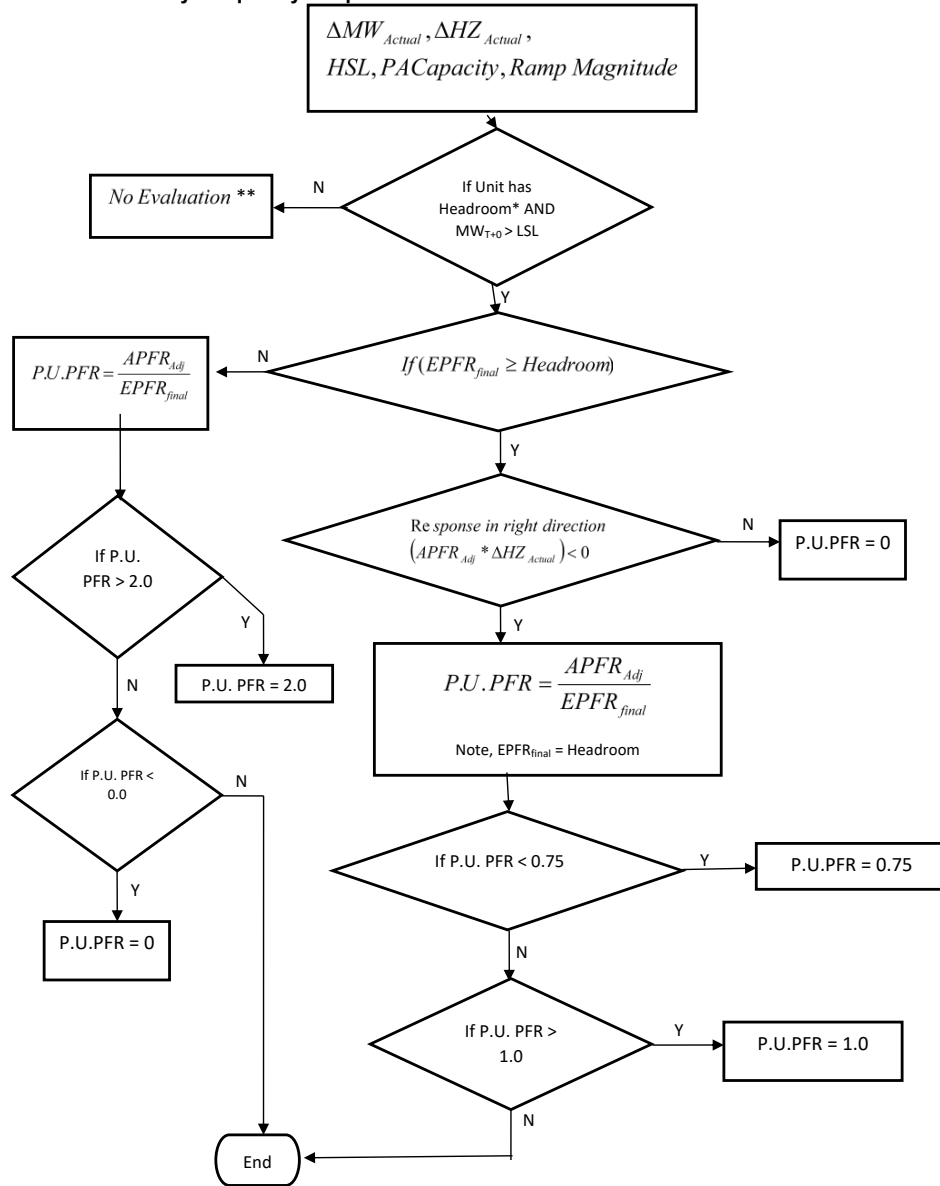 ΔMW_Actual, ΔHZ_Actual,
HSL, PACapacity, Ramp Magnitude
If Unit has
Headroom* AND
MW_T+0 > LSL
N
No Evaluation **
Y
If (EPFR_final ≥ Headroom)
N
P.U.PFR = APFR_Adj / EPFR_final
Y
Re sponse in right direction
(APFR_Adj * ΔHZ_Actual) < 0
N
P.U.PFR = 0
If P.U.
PFR > 2.0
Y
P.U. PFR = 2.0
N
Y
P.U.PFR = APFR_Adj / EPFR_final
Note, EPFR_final = Headroom
If P.U. PFR <
0.0
N
Y
P.U.PFR = 0
If P.U. PFR < 0.75
Y
P.U.PFR = 0.75
N
If P.U. PFR >
1.0
Y
P.U.PFR = 1.0
N
End